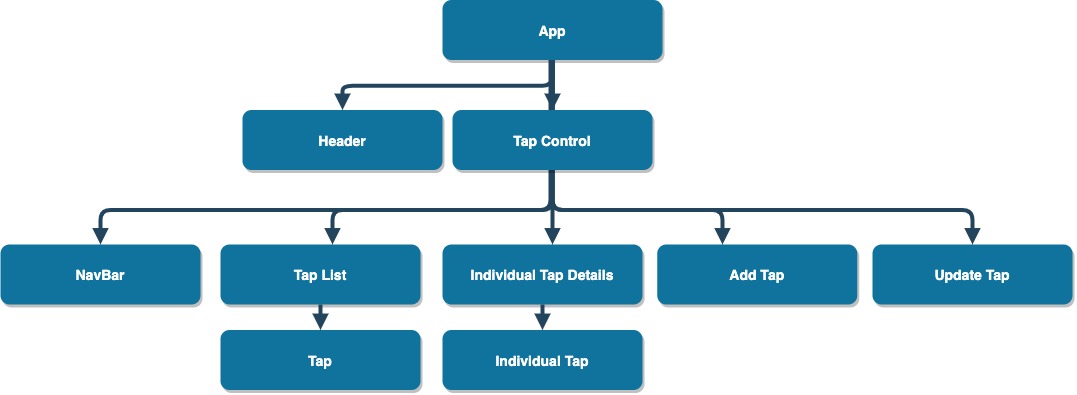 App
Header
Tap Control
NavBar
Tap List
Individual Tap Details
Add Tap
Update Tap
Tap
Individual Tap